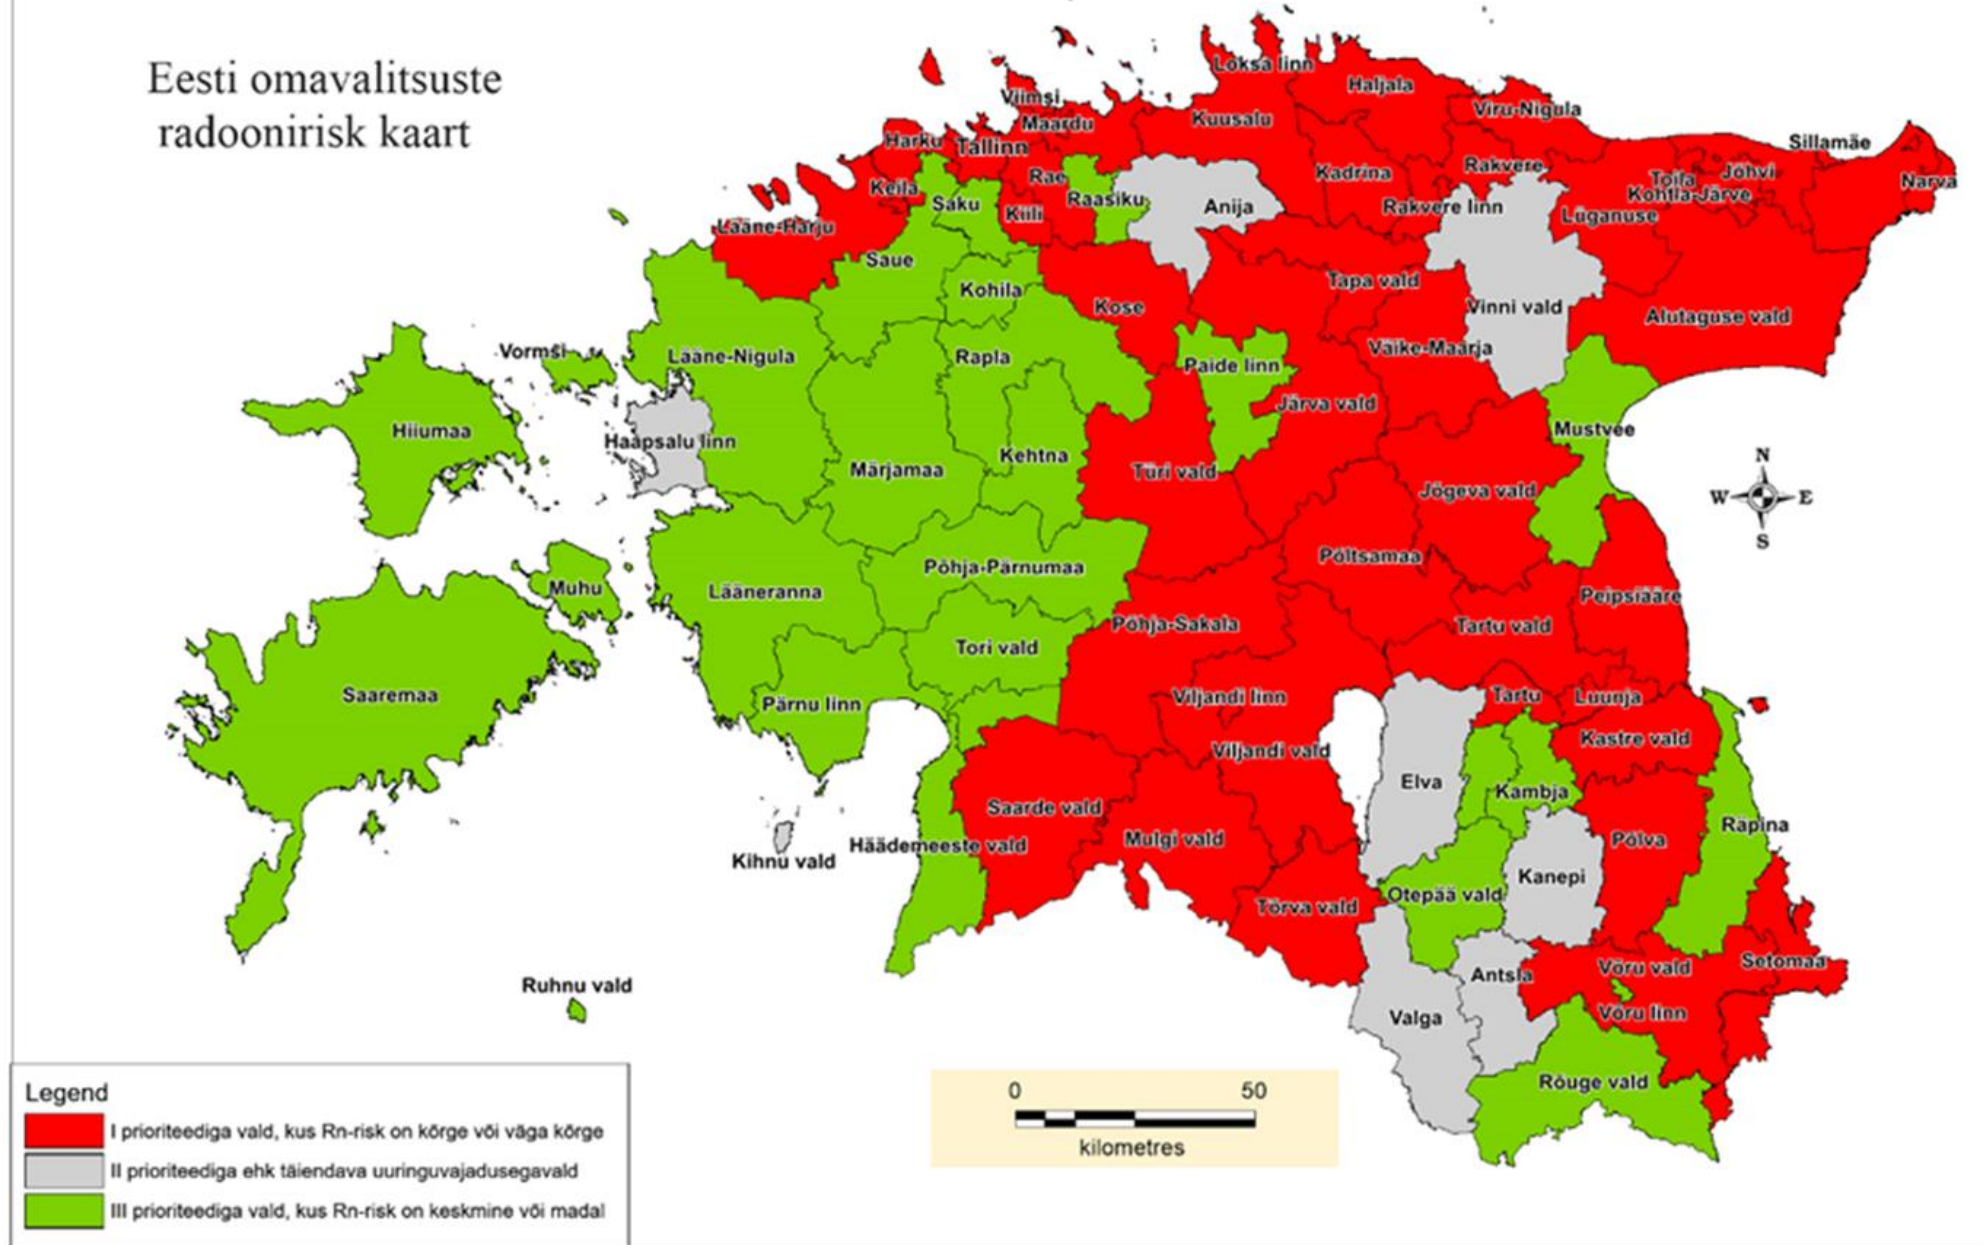 Eesti omavalitsuste
radoonirisk kaart
Loksa linn
Haljala
Viimsi
Viru-Nigula
Maardu
Kuusalu
Harku
Tallinn
Sillamäe
Rakvere
Kadrina
Rae
Toila
Jõhvi
Narva
Keila
Kohtla-Järve
Raasiku
Saku
Kiili
Anija
Rakvere linn
Lüganuse
Lääne-Harju
Saue
Tapa vald
Kohila
Kose
Vinni vald
Alutaguse vald
Vormsi
Lääne-Nigula
Rapla
Väike-Maarja
Paide linn
Järva vald
Hiiumaa
Haapsalu linn
Mustvee
Kehtna
Märjamaa
Türi vald
Jõgeva vald
N
W
E
S
Põltsamaa
Põhja-Pärnumaa
Muhu
Lääneranna
Peipsiääre
Põhja-Sakala
Tartu vald
Tori vald
Saaremaa
Pärnu linn
Viljandi linn
Tartu
Luunja
Kastre vald
Viljandi vald
Elva
Kambja
Saarde vald
Räpina
Häädemeeste vald
Mulgi vald
Põlva
Kihnu vald
Kanepi
Otepää vald
Tõrva vald
Antsla
Võru vald
Setomaa
Ruhnu vald
Valga
Võru linn
Rõuge vald
Legend
I prioriteediga vald, kus Rn-risk on kõrge või väga kõrge
II prioriteediga ehk täiendava uuringuvajadusegavald
III prioriteediga vald, kus Rn-risk on keskmine või madal
0 50
kilometres